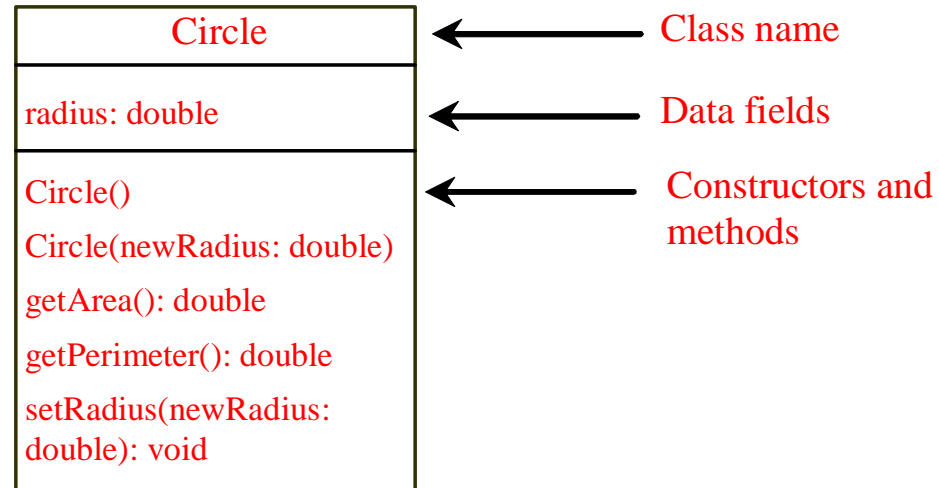 Circle
Class name
radius: double
Data fields
Circle()
Constructors and
methods
Circle(newRadius: double)
getArea(): double
getPerimeter(): double
setRadius(newRadius:
double): void